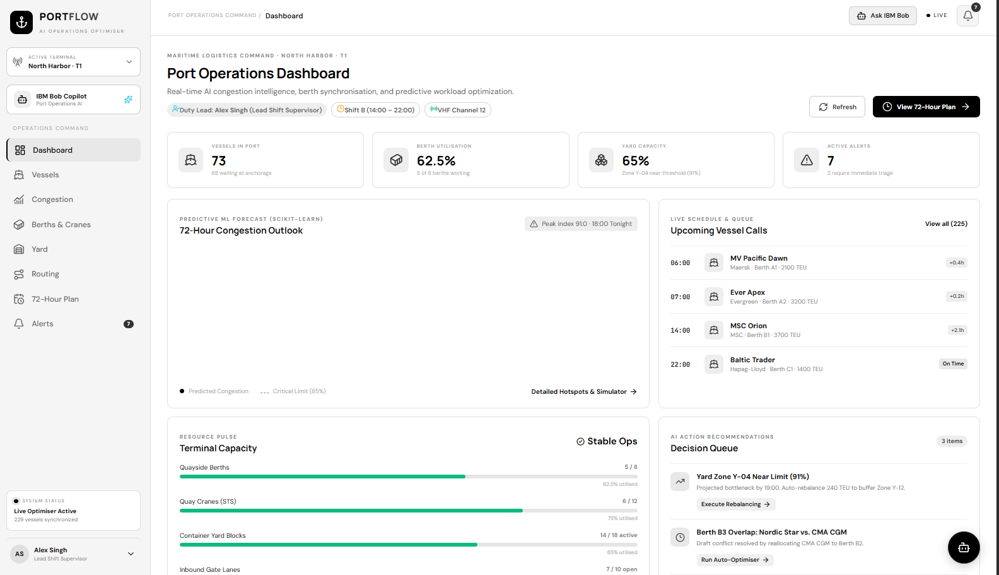 PORTFLOW
AI OPERATIONS OPTIMISER
ACTIVE TERMINAL
North Harbor · T1
IBM Bob Copilot
Port Operations AI
OPERATIONS COMMAND
Dashboard
Vessels
Congestion
Berths & Cranes
Yard
Routing
72-Hour Plan
Alerts
7
SYSTEM STATUS
Live Optimiser Active
229 vessels synchronized
AS
Alex Singh
Lead Shift Supervisor
PORT OPERATIONS COMMAND / Dashboard
Ask IBM Bob
LIVE
7
MARITIME LOGISTICS COMMAND · NORTH HARBOR · T1
Port Operations Dashboard
Real-time AI congestion intelligence, berth synchronisation, and predictive workload optimization.
Duty Lead: Alex Singh (Lead Shift Supervisor)
Shift B (14:00 – 22:00)
VHF Channel 12
Refresh
View 72-Hour Plan
VESSELS IN PORT
73
68 waiting at anchorage
BERTH UTILISATION
62.5%
5 of 8 berths working
YARD CAPACITY
65%
Zone Y-04 near threshold (91%)
ACTIVE ALERTS
7
2 require immediate triage
PREDICTIVE ML FORECAST (SCIKIT-LEARN)
72-Hour Congestion Outlook
Peak index 91.0 · 18:00 Tonight
Predicted Congestion
Critical Limit (85%)
Detailed Hotspots & Simulator
LIVE SCHEDULE & QUEUE
Upcoming Vessel Calls
View all (225)
06:00
MV Pacific Dawn
Maersk · Berth A1 · 2100 TEU
+0.4h
07:00
Ever Apex
Evergreen · Berth A2 · 3200 TEU
+0.2h
14:00
MSC Orion
MSC · Berth B1 · 3700 TEU
+2.1h
22:00
Baltic Trader
Hapag-Lloyd · Berth C1 · 1400 TEU
On Time
RESOURCE PULSE
Terminal Capacity
Stable Ops
Quayside Berths
5 / 8
62.5% utilised
Quay Cranes (STS)
6 / 12
75% utilised
Container Yard Blocks
14 / 18 active
65% utilised
Inbound Gate Lanes
7 / 10 open
AI ACTION RECOMMENDATIONS
Decision Queue
3 items
Yard Zone Y-04 Near Limit (91%)
Projected bottleneck by 19:00. Auto-rebalance 240 TEU to buffer Zone Y-12.
Execute Rebalancing
Berth B3 Overlap: Nordic Star vs. CMA CGM
Draft conflict resolved by reallocating CMA CGM to Berth B2.
Run Auto-Optimiser